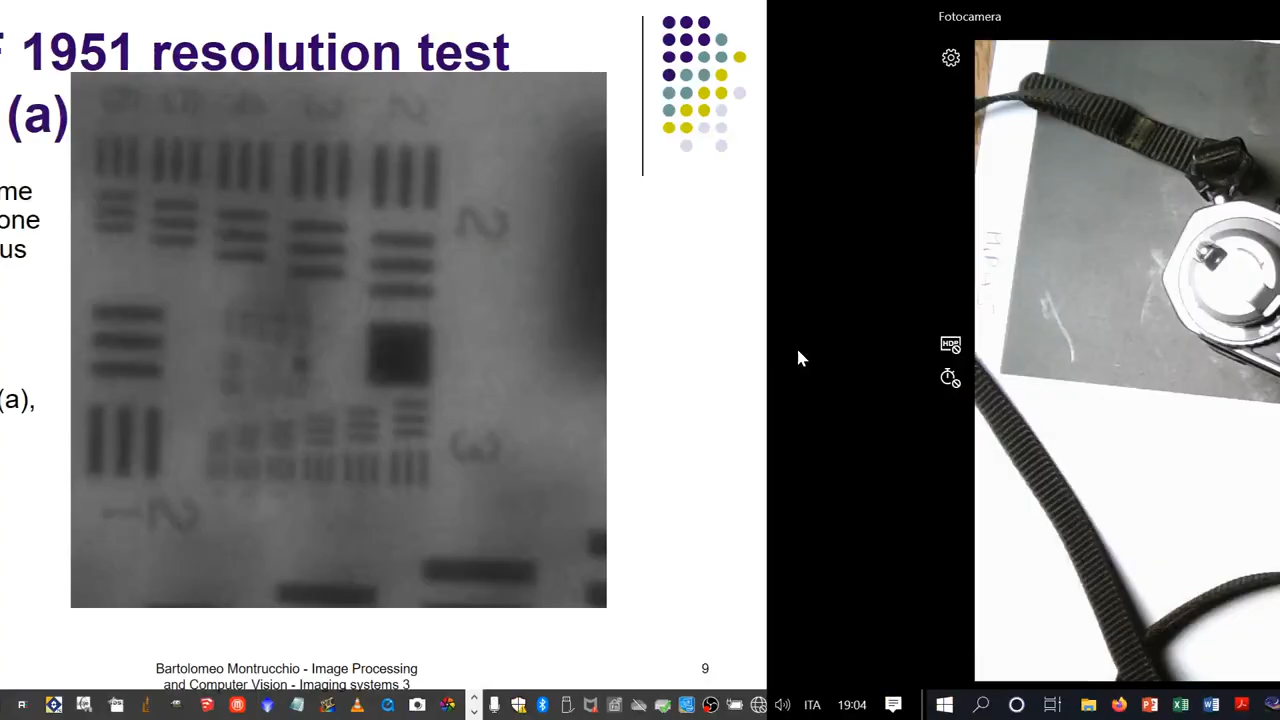 F 1951 resolution test
(a)
me
one
us
(a),
Bartolomeo Montrucchio - Image Processing
and Computer Vision - Imaging systems 3
9
Fotocamera
HDR
ITA
19:04